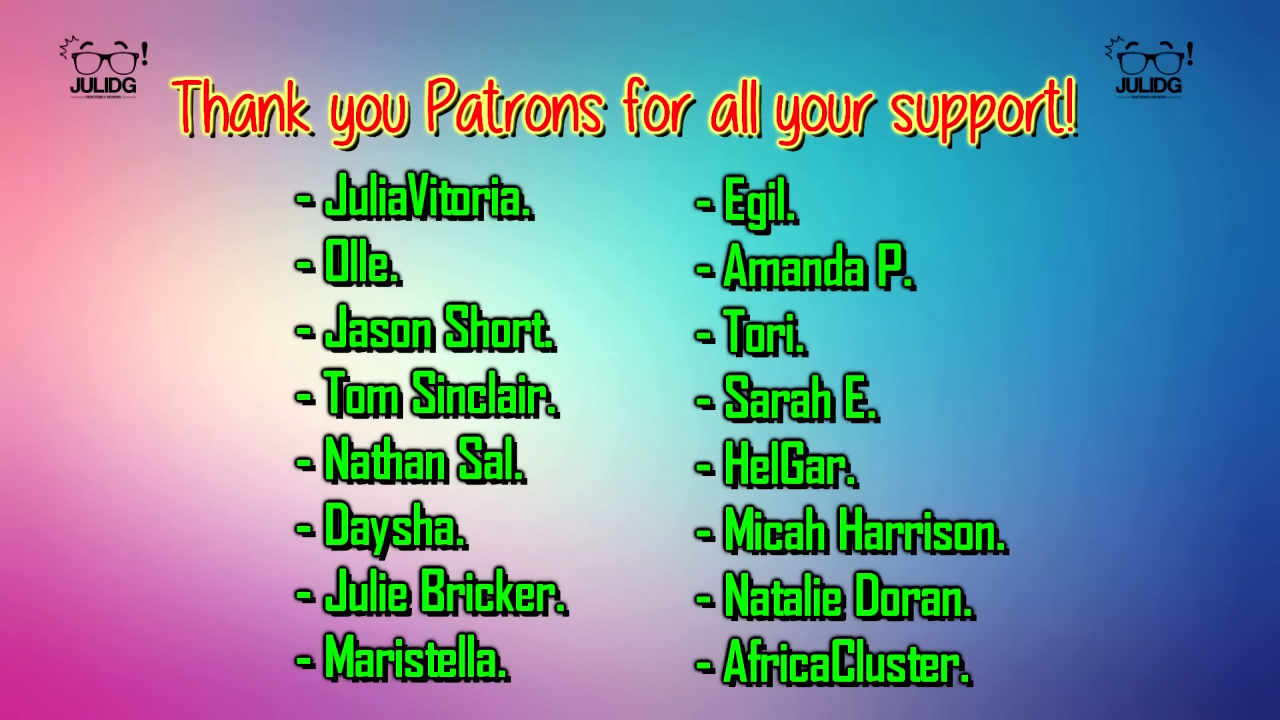 JULIDG
JULIDG
Thank you Patrons for all your support!
- JuliaVitoria.
- Olle.
- Jason Short.
- Tom Sinclair.
- Nathan Sal.
- Daysha.
- Julie Bricker.
- Maristella.
- Egil.
- Amanda P.
- Tori.
- Sarah E.
- HelGar.
- Micah Harrison.
- Natalie Doran.
- AfricaCluster.